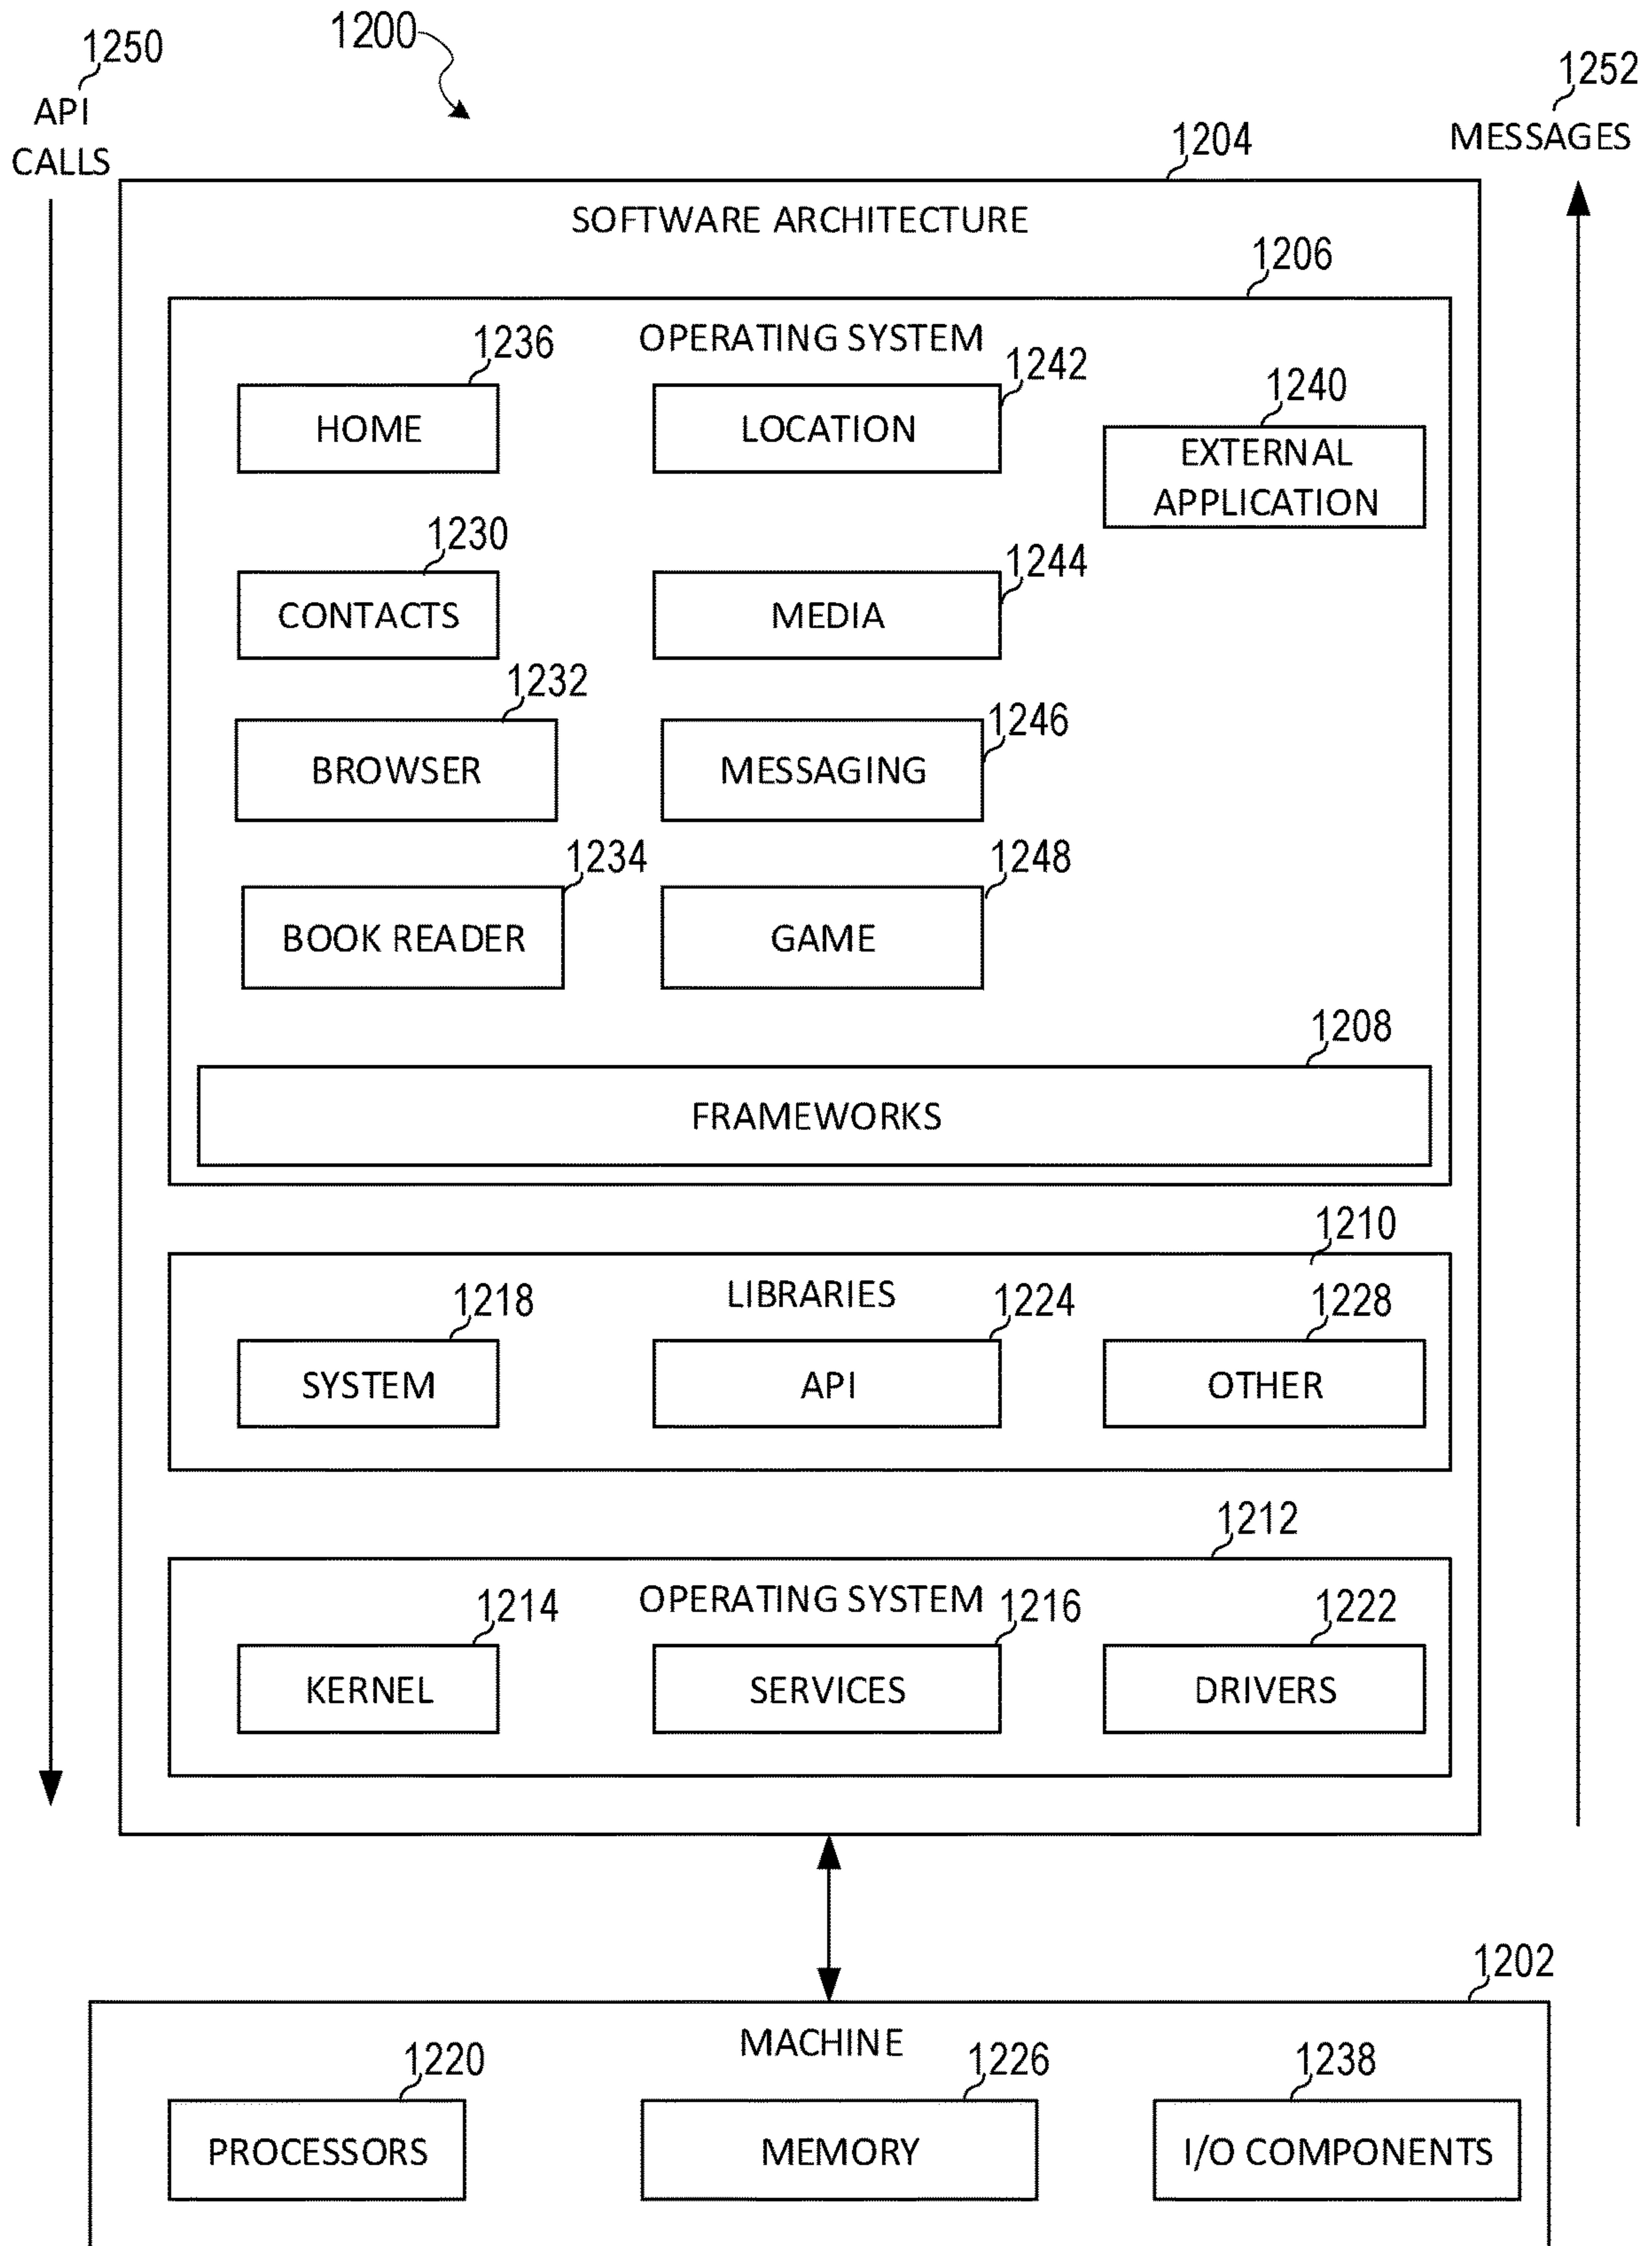 1200
1250
API
CALLS
1252
MESSAGES
1204
SOFTWARE ARCHITECTURE
1206
OPERATING SYSTEM
1236
HOME
1242
LOCATION
1240
EXTERNAL
APPLICATION
1230
CONTACTS
1244
MEDIA
1232
BROWSER
1246
MESSAGING
1234
BOOK READER
1248
GAME
1208
FRAMEWORKS
1210
LIBRARIES
1218
SYSTEM
1224
API
1228
OTHER
1212
OPERATING SYSTEM
1214
KERNEL
1216
SERVICES
1222
DRIVERS
1202
MACHINE
1220
PROCESSORS
1226
MEMORY
1238
I/O COMPONENTS